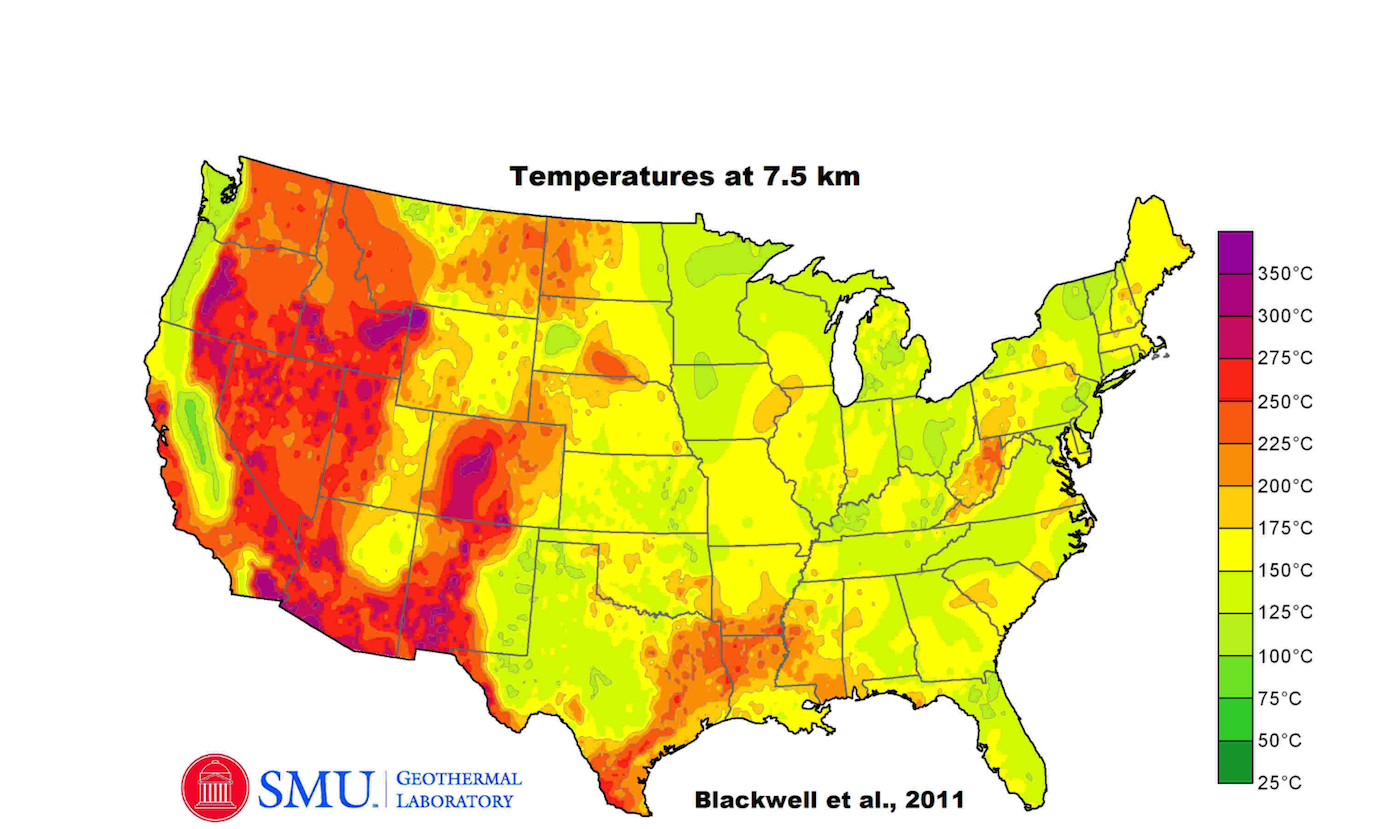 Temperatures at 7.5 km
350°C
300°C
275°C
250°C
225°C
200°C
175°C
150°C
125°C
100°C
75°C
50°C
25°C
SMU™ GEOTHERMAL
LABORATORY
Blackwell et al., 2011